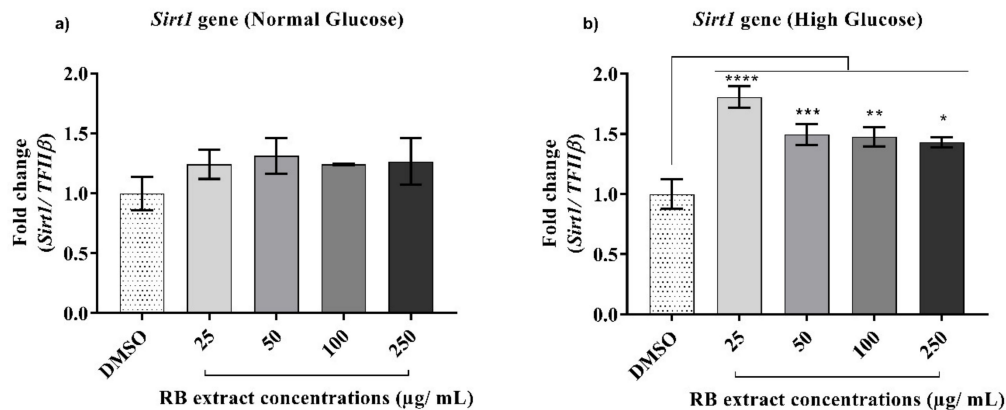 a)
Sirt1 gene (Normal Glucose)
Fold change
(Sirt1/ TFIIβ)
2.0
1.5
1.0
0.5
0.0
DMSO
25
50
100
250
RB extract concentrations (µg/ mL)
b)
Sirt1 gene (High Glucose)
Fold change
(Sirt1/ TFIIβ)
2.0
1.5
1.0
0.5
0.0
****
***
**
*
DMSO
25
50
100
250
RB extract concentrations (µg/ mL)